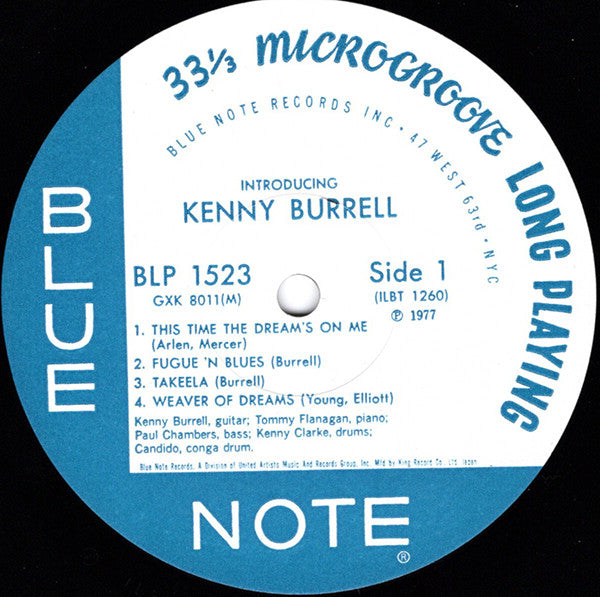 33⅓ MICROGROOVE LONG PLAYING
BLUE NOTE RECORDS INC • 47 WEST 63rd • NYC
INTRODUCING
KENNY BURRELL
BLP 1523
GXK 8011(M)
Side 1
(ILBT 1260)
℗ 1977
1. THIS TIME THE DREAM'S ON ME
(Arlen, Mercer)
2. FUGUE 'N BLUES (Burrell)
3. TAKEELA (Burrell)
4. WEAVER OF DREAMS (Young, Elliott)
Kenny Burrell, guitar; Tommy Flanagan, piano;
Paul Chambers, bass; Kenny Clarke, drums;
Candido, conga drum.
Blue Note Records, A Division of United Artists Music And Records Group, Inc. Mfd by King Record Co. Ltd. Japan
BLUE
NOTE®